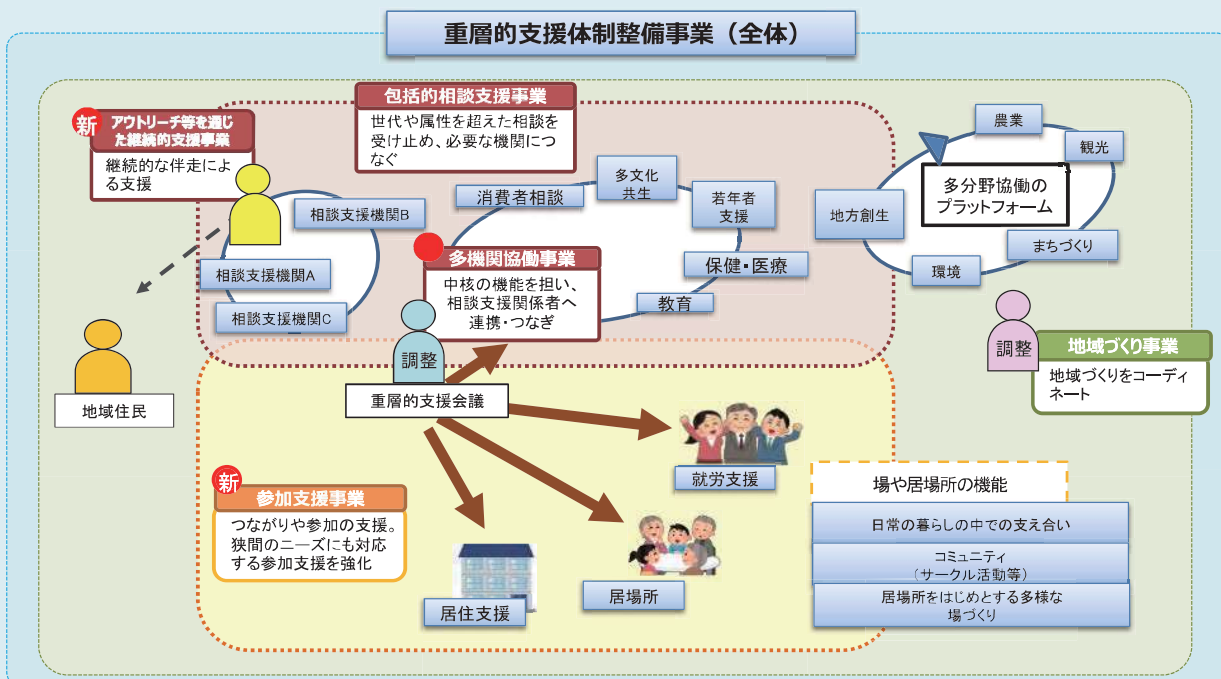 重層的支援体制整備事業（全体）
新
アウトリーチ等を通じ
た継続的支援事業
継続的な伴走によ
る支援
包括的相談支援事業
世代や属性を超えた相談を
受け止め、必要な機関につ
なぐ
相談支援機関B
相談支援機関A
相談支援機関C
消費者相談
多文化
共生
若年者
支援
保健・医療
教育
多機関協働事業
中核の機能を担い、
相談支援関係者へ
連携・つなぎ
農業
観光
地方創生
多分野協働の
プラットフォーム
まちづくり
環境
調整
地域づくり事業
地域づくりをコーディ
ネート
地域住民
調整
重層的支援会議
新
参加支援事業
つながりや参加の支援。
狭間のニーズにも対応
する参加支援を強化
就労支援
居場所
居住支援
場や居場所の機能
日常の暮らしの中での支え合い
コミュニティ
（サークル活動等）
居場所をはじめとする多様な
場づくり